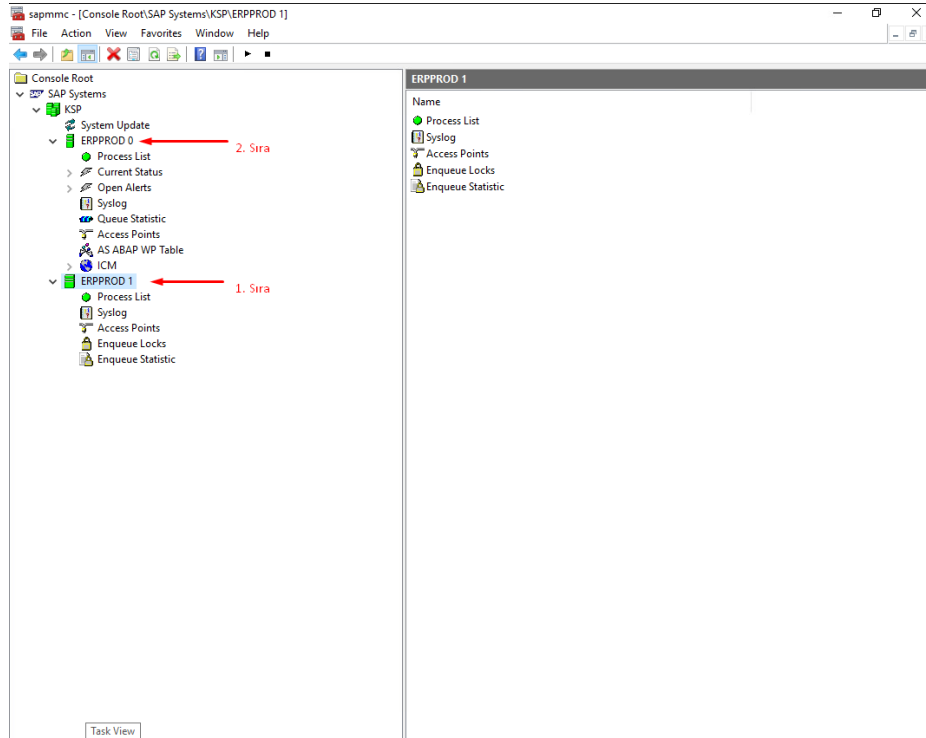 sapmmc - [Console Root\SAP Systems\KSP\ERPPROD 1]
File Action View Favorites Window Help
Console Root
SAP Systems
KSP
System Update
ERPPROD 0
2. Sıra
Process List
Current Status
Open Alerts
Syslog
Queue Statistic
Access Points
AS ABAP WP Table
ICM
ERPPROD 1
1. Sıra
Process List
Syslog
Access Points
Enqueue Locks
Enqueue Statistic
ERPPROD 1
Name
Process List
Syslog
Access Points
Enqueue Locks
Enqueue Statistic
Task View